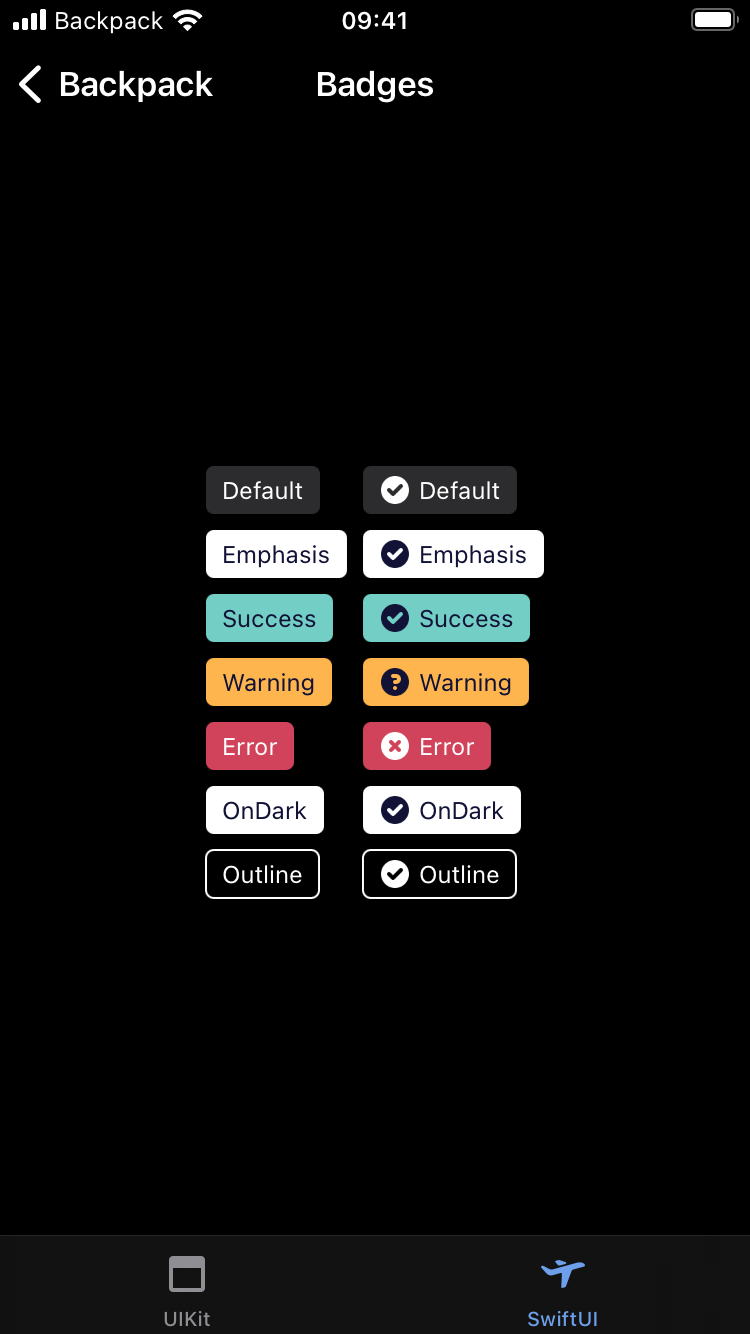 Backpack 09:41
Backpack Badges
Default Default
Emphasis Emphasis
Success Success
Warning Warning
Error Error
OnDark OnDark
Outline Outline
UIKit SwiftUI